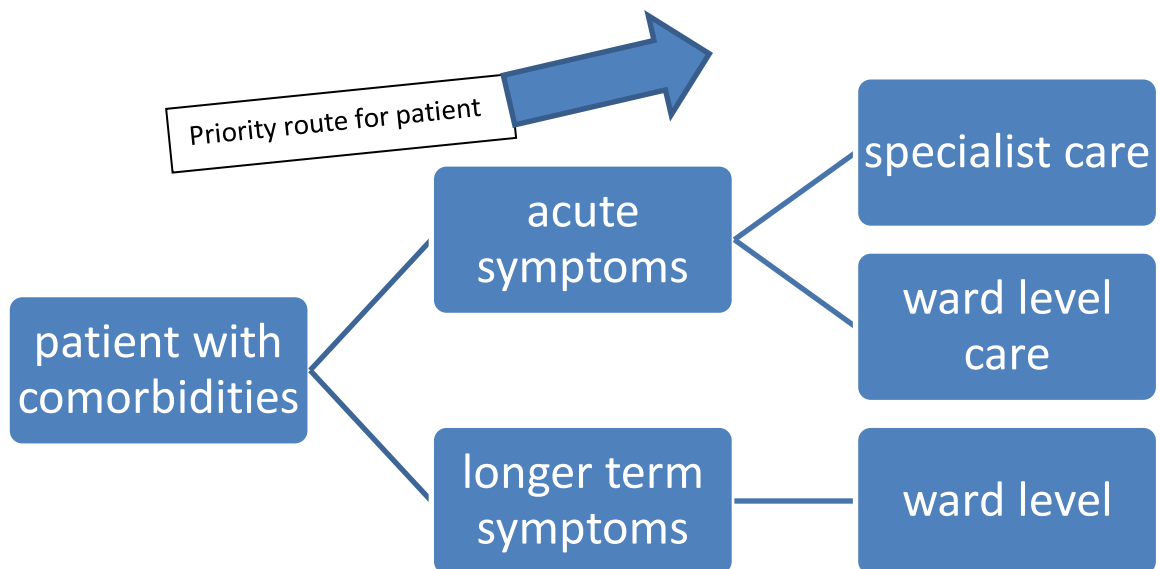 Priority route for patient
specialist care
acute
symptoms
ward level
care
patient with
comorbidities
longer term
symptoms
ward level